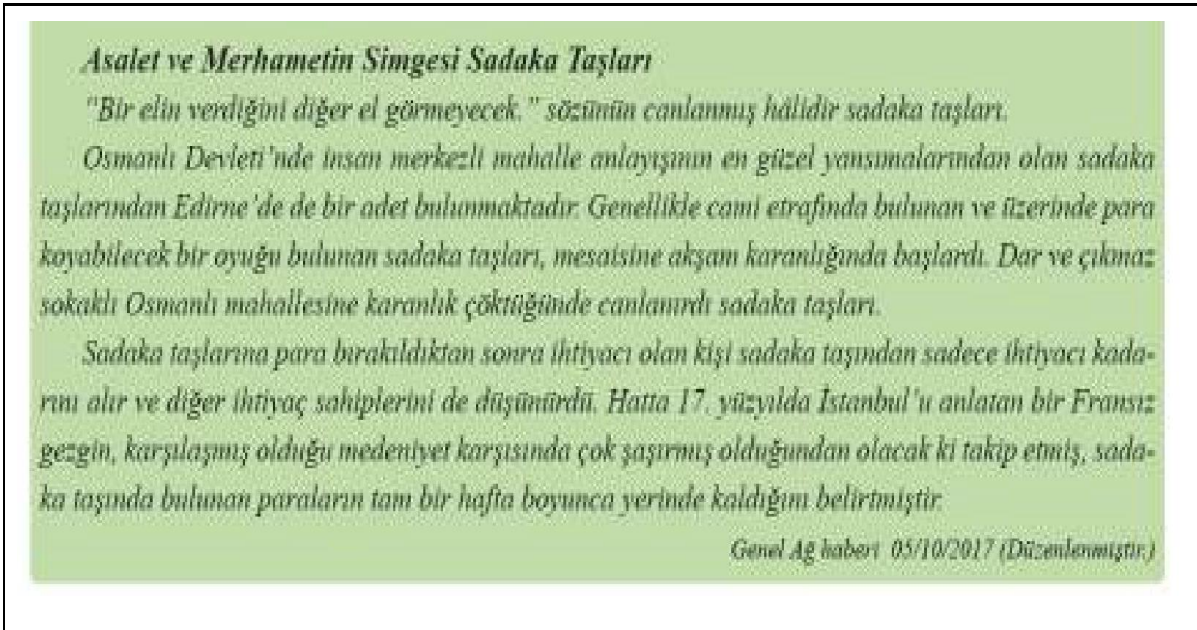 Asalet ve Merhametin Simgesi Sadaka Taşları
"Bir elin verdiğini diğer el görmeyecek." sözünün canlanmış hâlidir sadaka taşları.
Osmanlı Devleti'nde insan merkezli mahalle anlayışının en güzel yansımalarından olan sadaka
taşlarından Edirne'de de bir adet bulunmaktadır. Genellikle cami etrafında bulunan ve üzerinde para
koyabilecek bir oyuğu bulunan sadaka taşları, mesaisine akşam karanlığında başlardı. Dar ve çıkmaz
sokaklı Osmanlı mahallesine karanlık çöktüğünde canlanırdı sadaka taşları.
Sadaka taşlarına para bırakıldıktan sonra ihtiyacı olan kişi sadaka taşından sadece ihtiyacı kada-
rını alır ve diğer ihtiyaç sahiplerini de düşünürdü. Hatta 17. yüzyılda İstanbul'u anlatan bir Fransız
gezgin, karşılaşmış olduğu medeniyet karşısında çok şaşırmış olduğundan olacak ki takip etmiş, sada-
ka taşında bulunan paraların tam bir hafta boyunca yerinde kaldığını belirtmiştir.
Genel Ağ haberi 05/10/2017 (Düzenlenmiştir.)